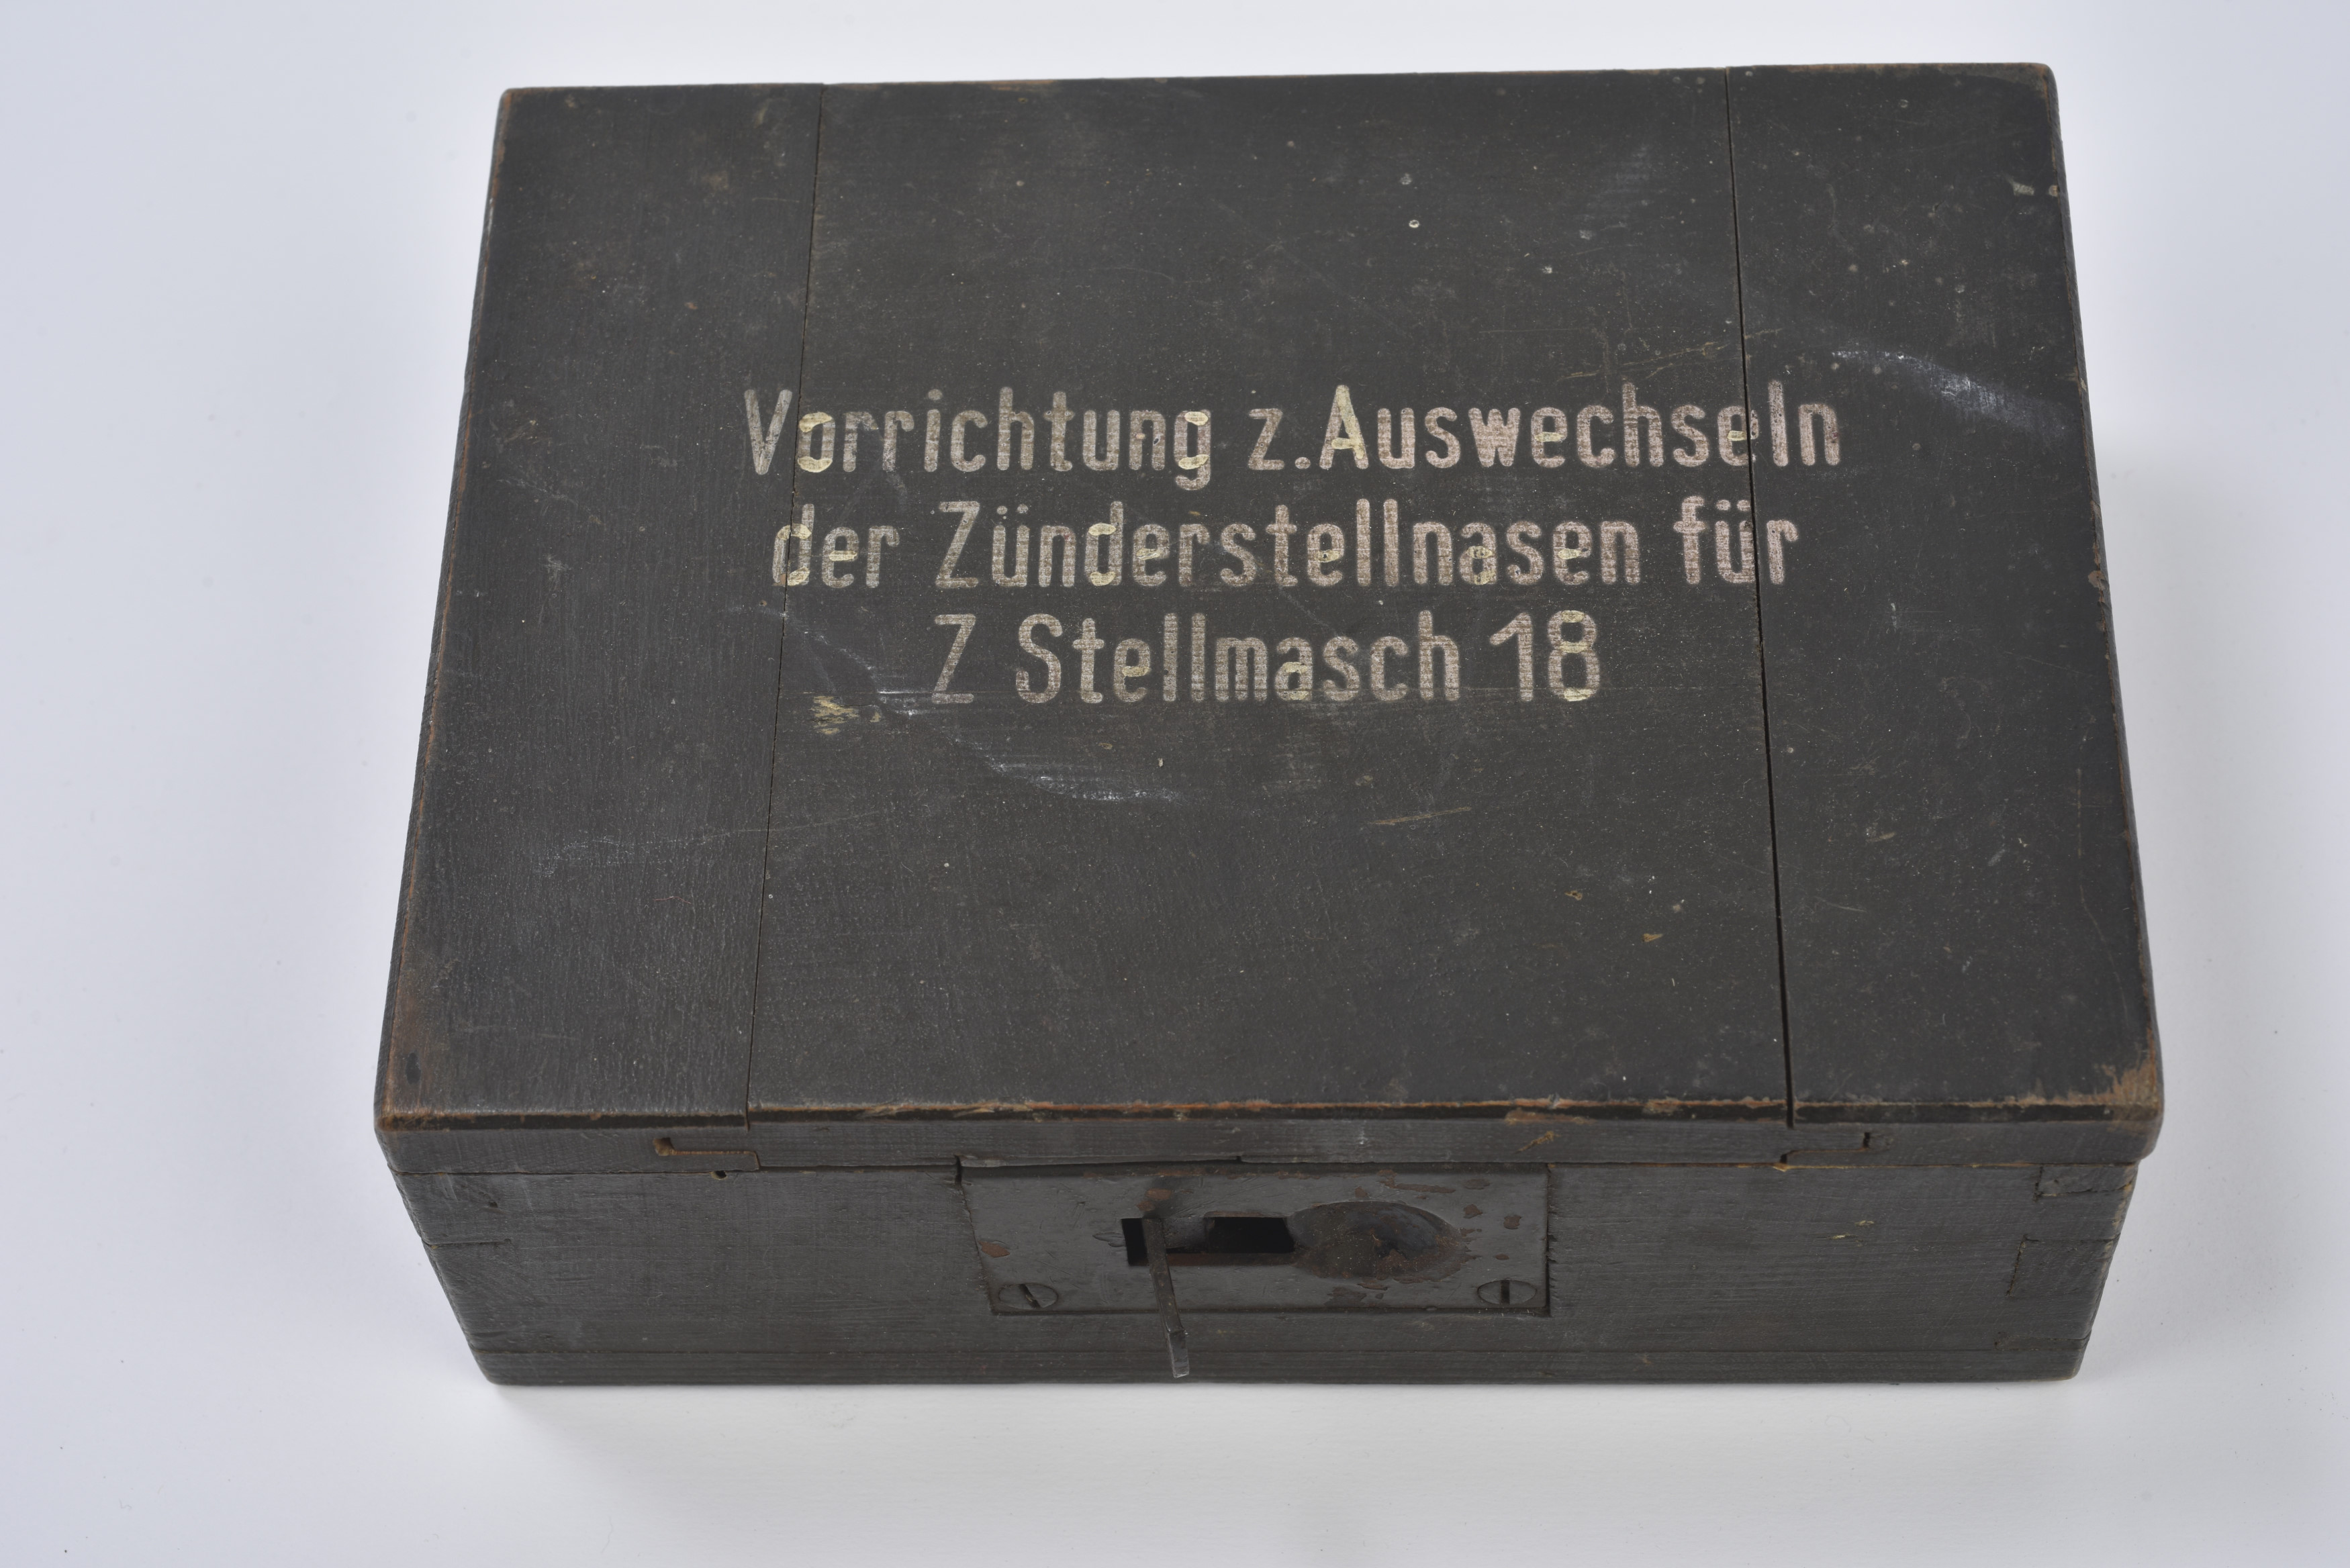 Vorrichtung z.Auswechseln
der Zünderstellnasen für
Z Stellmasch 18